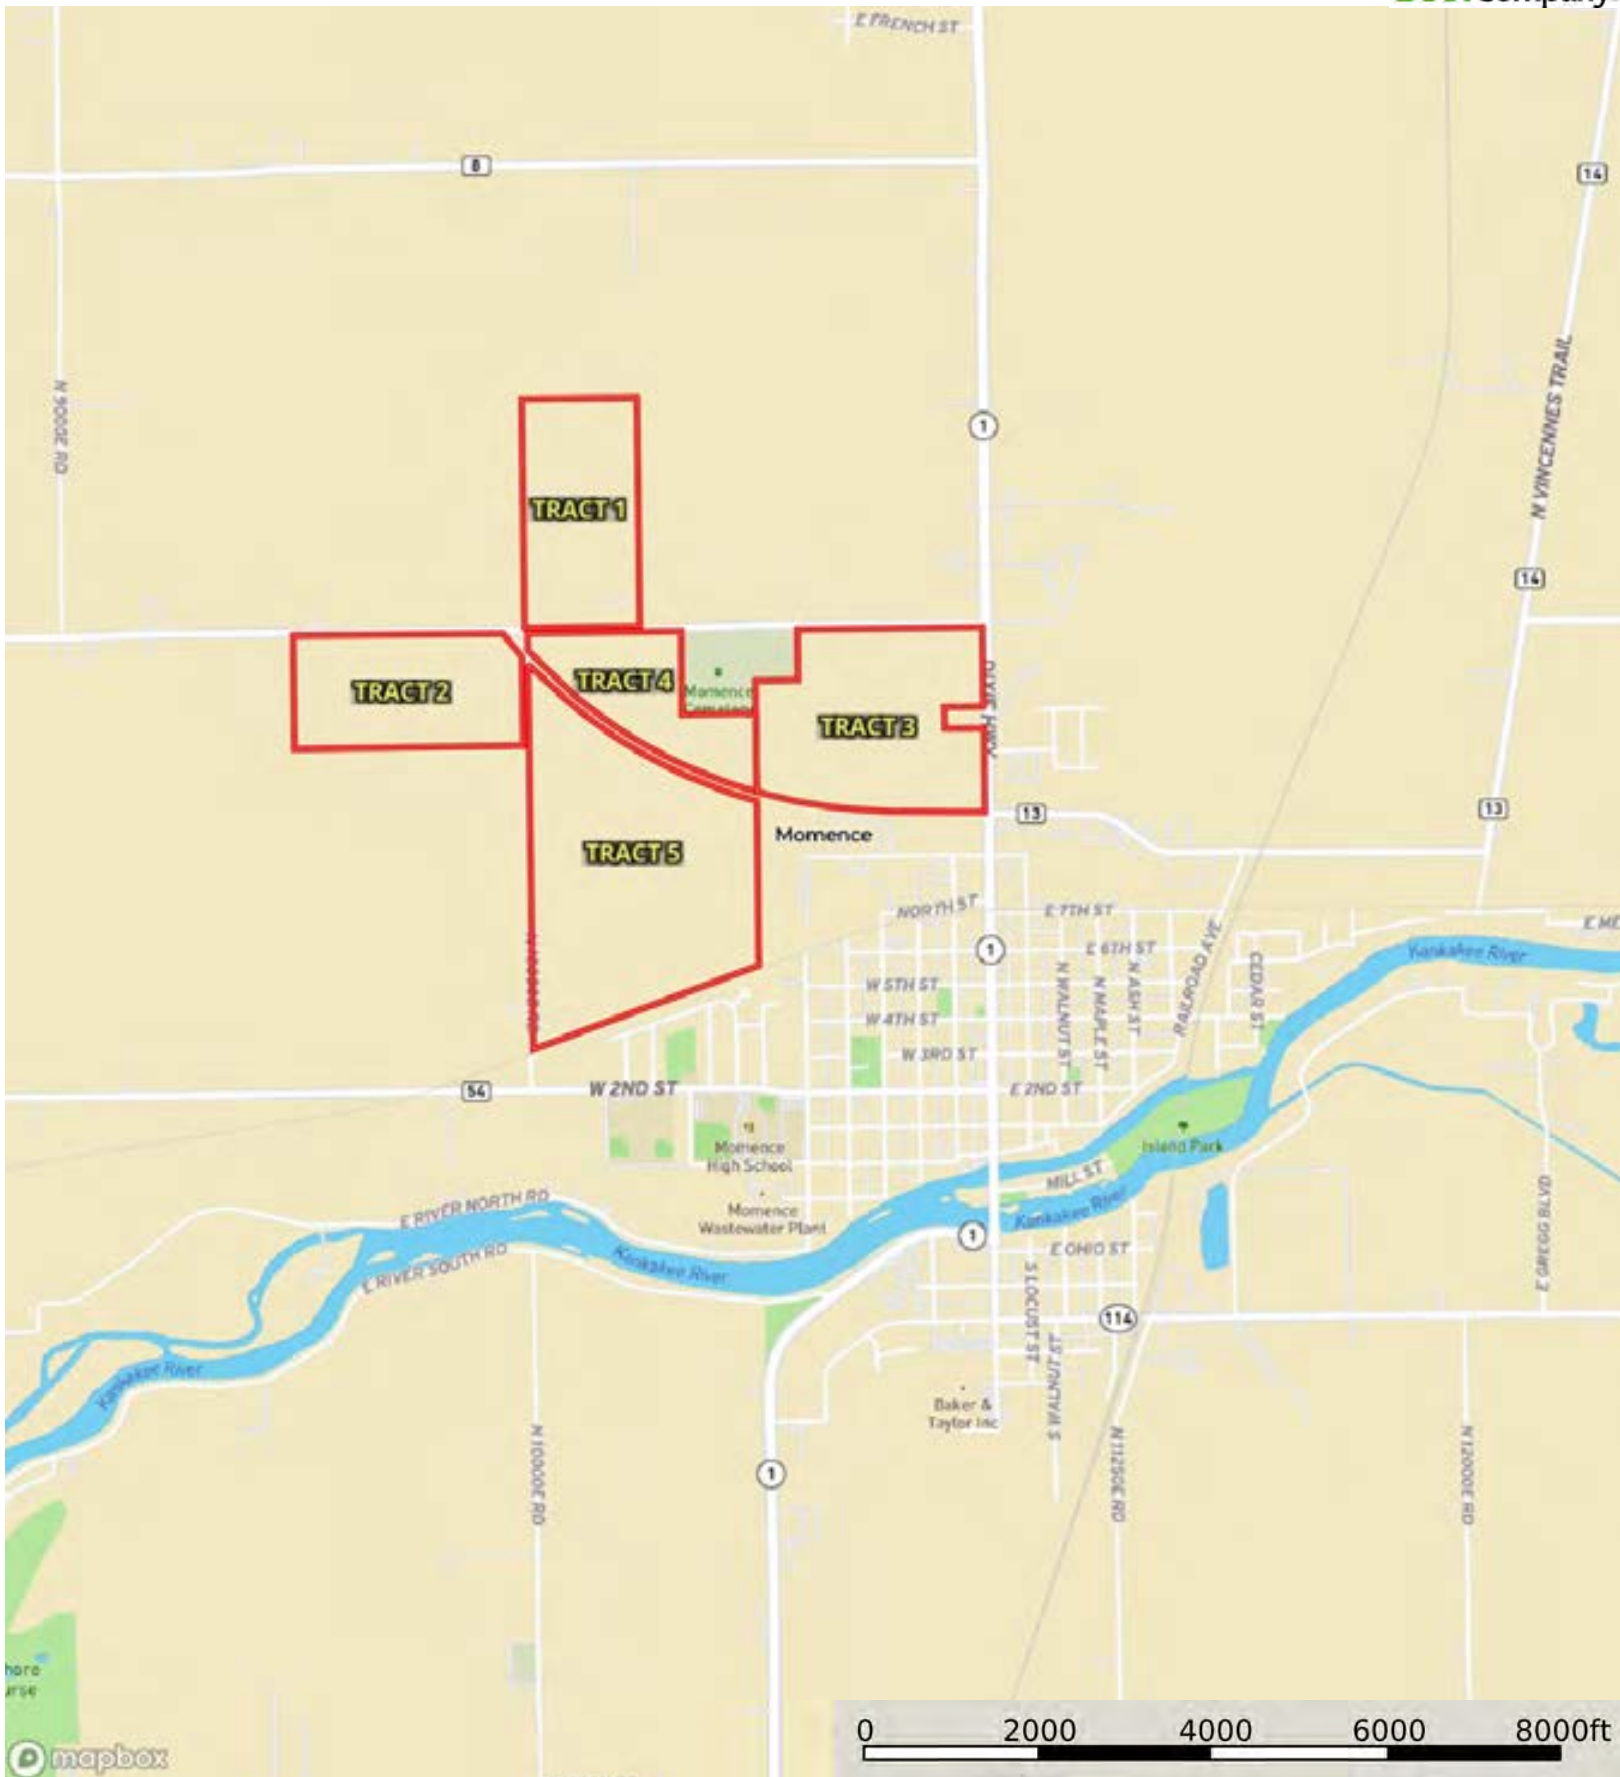 Company
E FRENCH ST
8
14
N 9000E RD
1
N VINCENNES TRAIL
TRACT 1
14
TRACT 2
TRACT 4
Momence
Cemetery
TRACT 3
DIXIE HWY
13
13
Momence
TRACT 5
NORTH ST
E 7TH ST
1
E 6TH ST
Kankakee River
W 5TH ST
W 4TH ST
W 3RD ST
N WALNUT ST
N MAPLE ST
N ASH ST
RAILROAD AVE
CEDAR ST
54
W 2ND ST
E 2ND ST
Momence
High School
Island Park
MILL ST
Kankakee River
E RIVER NORTH RD
Momence
Wastewater Plant
1
E OHIO ST
E RIVER SOUTH RD
Kankakee River
E GREGG BLVD
S LOCUST ST
114
S WALNUT ST
Kankakee River
Baker &
Taylor Inc
N 10000E RD
1
N 11250E RD
N 12000E RD
mapbox
0 2000 4000 6000 8000ft